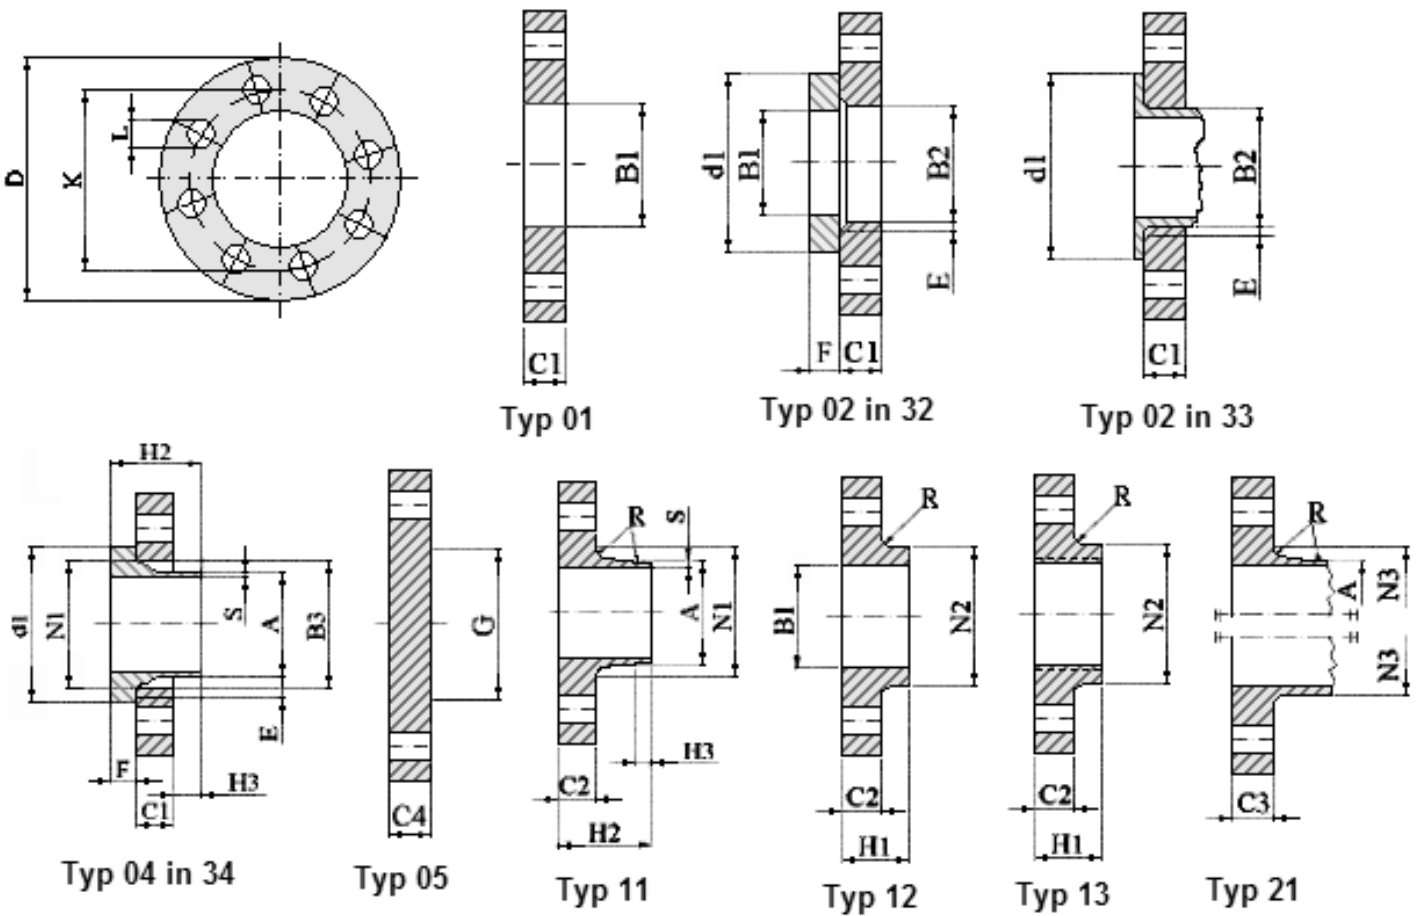 D
K
L
B1
C1
Typ 01
d1
B1
B2
E
F
C1
Typ 02 in 32
d1
B2
E
C1
Typ 02 in 33
H2
d1
N1
S
A
B3
E
F
H3
C1
Typ 04 in 34
G
C4
Typ 05
R
S
A
N1
H3
C2
H2
Typ 11
R
B1
N2
C2
H1
Typ 12
R
N2
C2
H1
Typ 13
R
A
N3
N3
C3
Typ 21